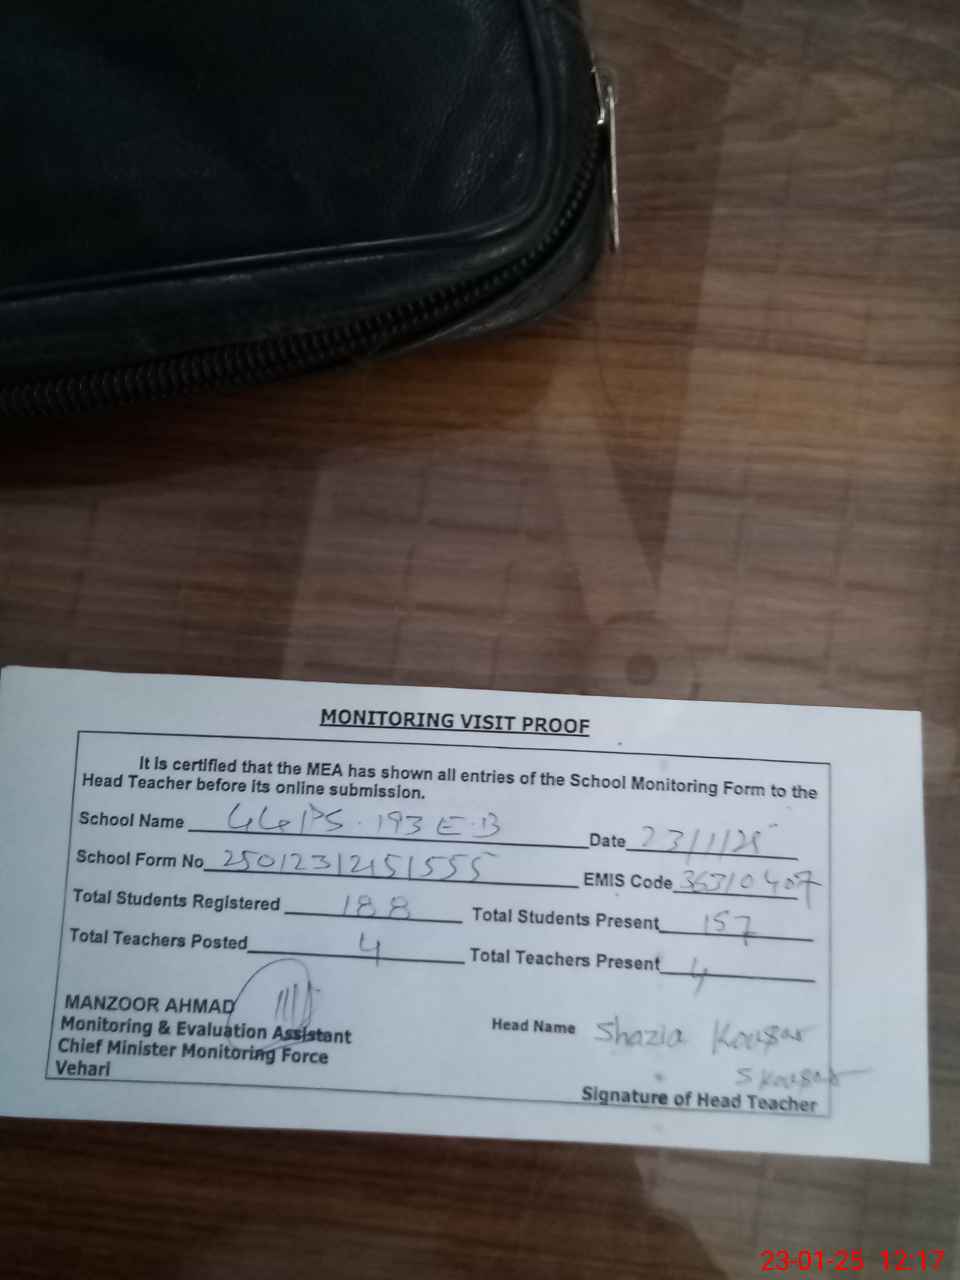 MONITORING VISIT PROOF
It is certified that the MEA has shown all entries of the School Monitoring Form to the
Head Teacher before its online submission.
School Name GGPS. 193 E.B Date 23/1/25
School Form No 25012312151555 EMIS Code 36310407
Total Students Registered 188 Total Students Present 157
Total Teachers Posted 4 Total Teachers Present 4
MANZOOR AHMAD
Monitoring & Evaluation Assistant Head Name Shazia Kousar
Chief Minister Monitoring Force SKousar
Vehari Signature of Head Teacher
23-01-25 12:17